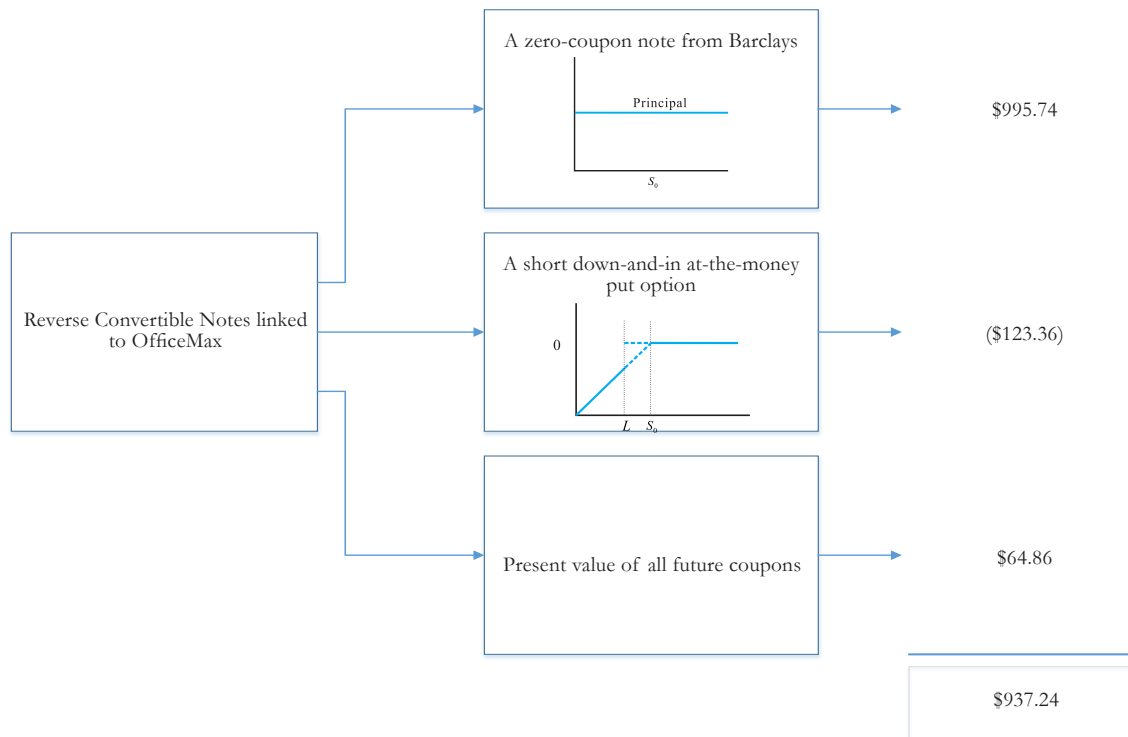 A zero-coupon note from Barclays
Principal
S₀
$995.74
Reverse Convertible Notes linked
to OfficeMax
A short down-and-in at-the-money
put option
0
L S₀
($123.36)
Present value of all future coupons
$64.86
$937.24